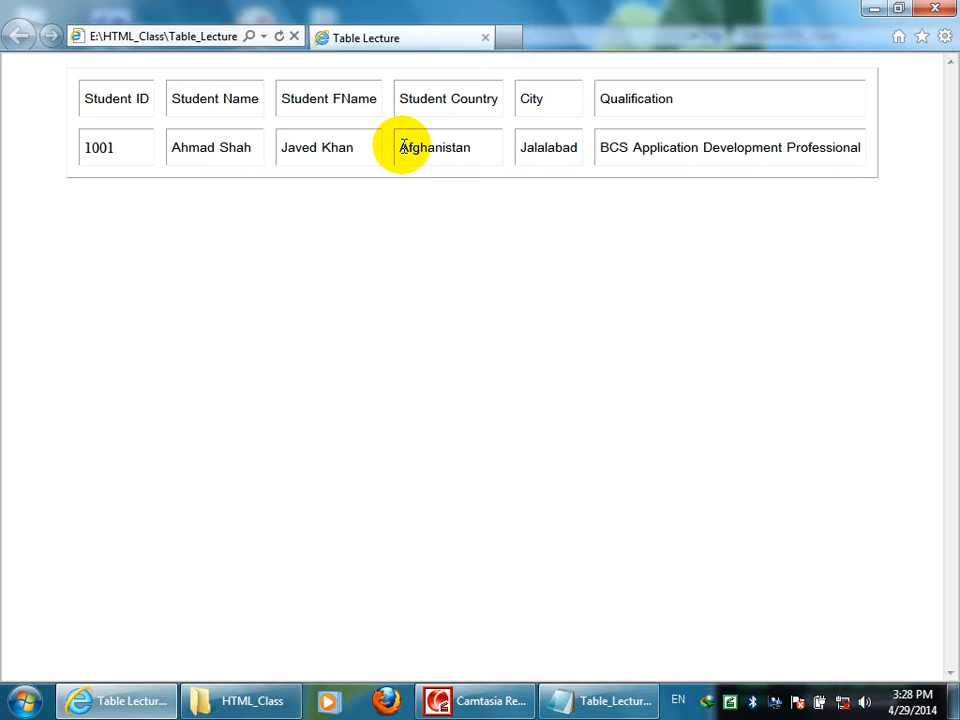 E:\HTML_Class\Table_Lecture
Table Lecture
Student ID Student Name Student FName Student Country City Qualification
1001 Ahmad Shah Javed Khan Afghanistan Jalalabad BCS Application Development Professional
Table Lectur... HTML_Class Camtasia Re... Table_Lectur... EN 3:28 PM
4/29/2014